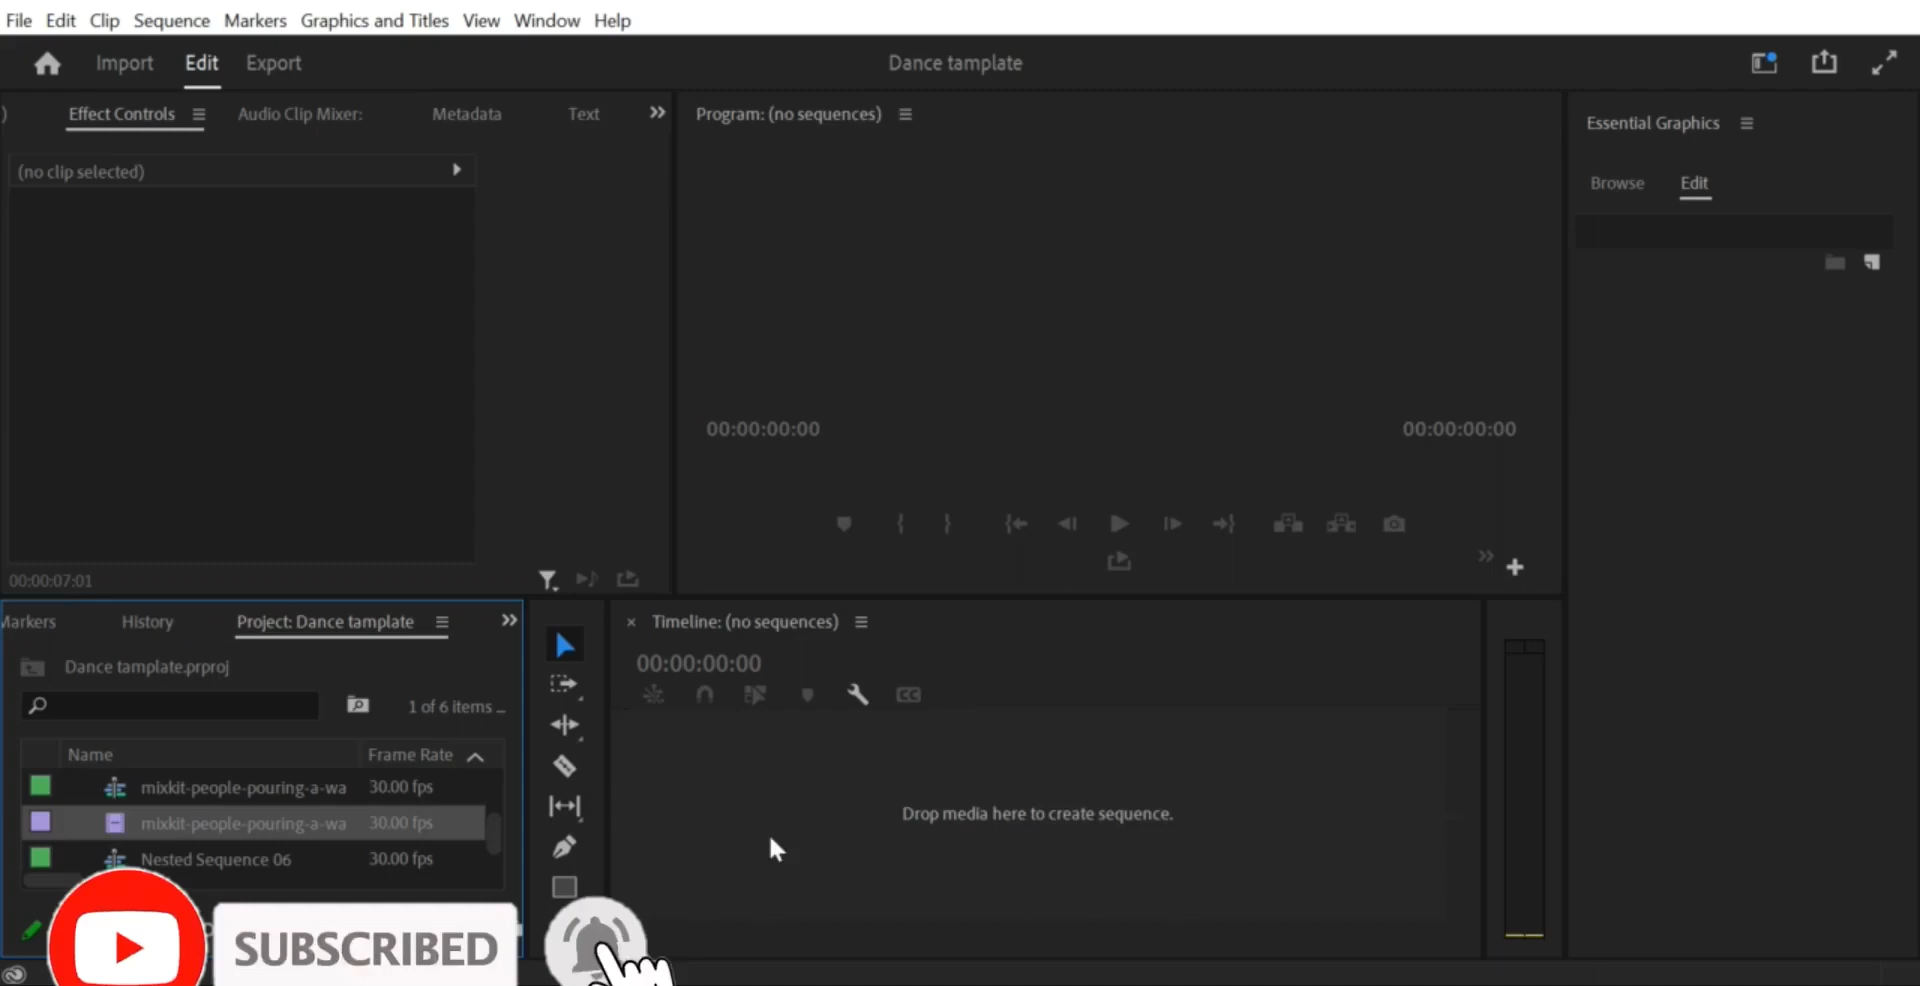 File Edit Clip Sequence Markers Graphics and Titles View Window Help
Import Edit Export Dance tamplate
Effect Controls Audio Clip Mixer: Metadata Text
Program: (no sequences)
Essential Graphics
Browse Edit
(no clip selected)
00:00:00:00 00:00:00:00
00:00:07:01
Markers History Project: Dance tamplate
Dance tamplate.prproj
1 of 6 items ...
Name Frame Rate
mixkit-people-pouring-a-wa 30.00 fps
mixkit-people-pouring-a-wa 30.00 fps
Nested Sequence 06 30.00 fps
Timeline: (no sequences)
00:00:00:00
CC
Drop media here to create sequence.
SUBSCRIBED